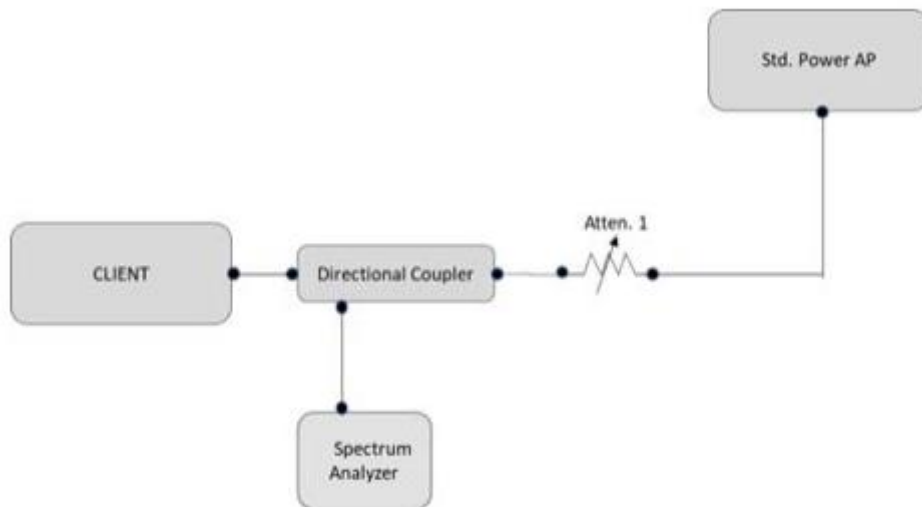 Std. Power AP
Atten. 1
CLIENT
Directional Coupler
Spectrum
Analyzer